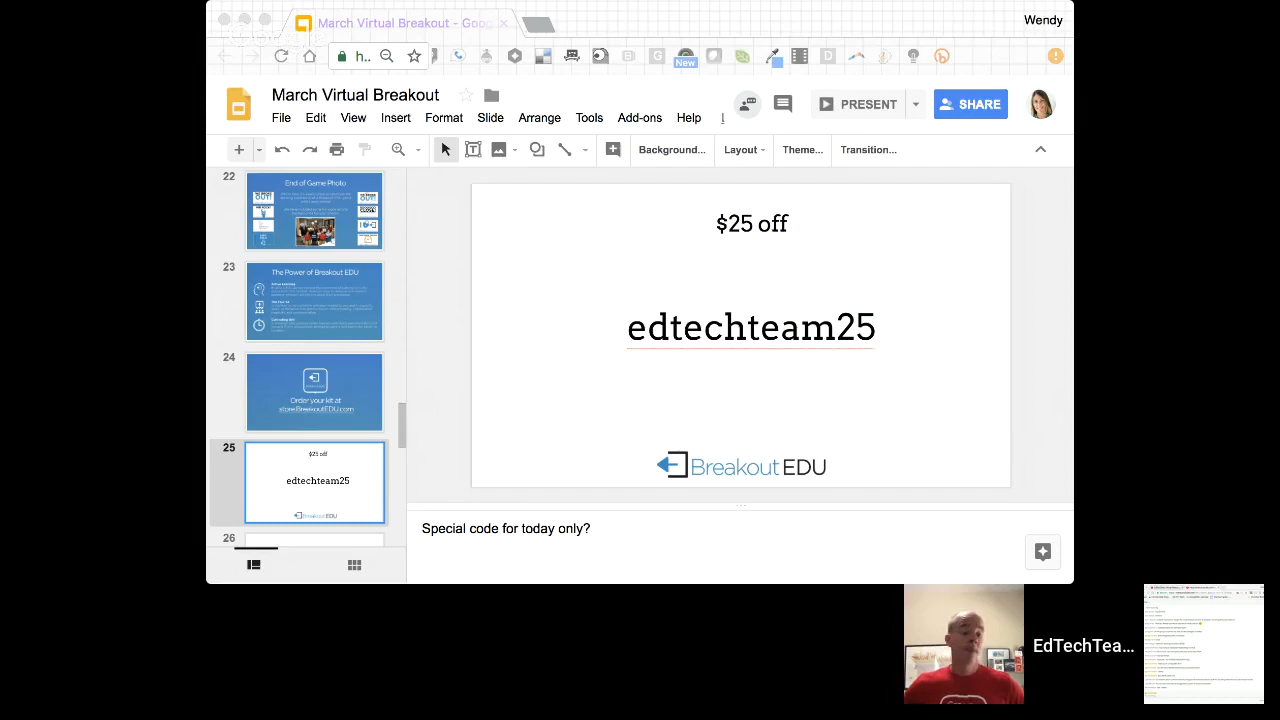 Wendy
March Virtual Breakout - Goog
h...
New
March Virtual Breakout
PRESENT
SHARE
File Edit View Insert Format Slide Arrange Tools Add-ons Help
Background... Layout Theme... Transition...
22
End of Game Photo
23
The Power of Breakout EDU
24
Order your kit at
store.BreakoutEDU.com
25
$25 off
edtechteam25
Breakout EDU
26
$25 off
edtechteam25
Breakout EDU
Special code for today only?
EdTechTea...